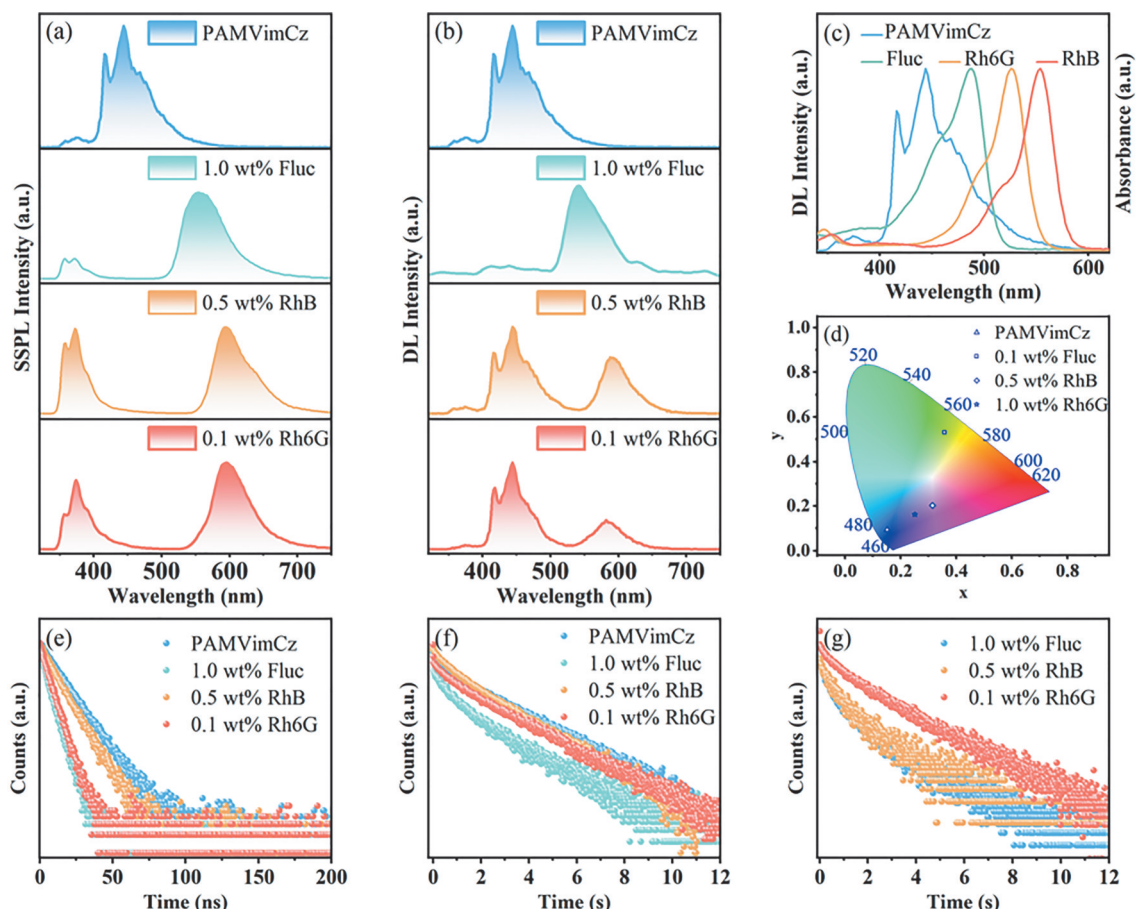 (a)
PAMVimCz
1.0 wt% Fluc
0.5 wt% RhB
0.1 wt% Rh6G
SSPL Intensity (a.u.)
400 500 600 700
Wavelength (nm)
(b)
PAMVimCz
1.0 wt% Fluc
0.5 wt% RhB
0.1 wt% Rh6G
DL Intensity (a.u.)
400 500 600 700
Wavelength (nm)
(c)
PAMVimCz
Fluc Rh6G RhB
DL Intensity (a.u.)
Absorbance (a.u.)
400 500 600
Wavelength (nm)
(d)
PAMVimCz
0.1 wt% Fluc
0.5 wt% RhB
1.0 wt% Rh6G
1.0
0.8
0.6
0.4
0.2
0.0
y
520
540
560
500
580
600
620
480
460
0.0 0.2 0.4 0.6 0.8
x
(e)
PAMVimCz
1.0 wt% Fluc
0.5 wt% RhB
0.1 wt% Rh6G
Counts (a.u.)
0 50 100 150 200
Time (ns)
(f)
PAMVimCz
1.0 wt% Fluc
0.5 wt% RhB
0.1 wt% Rh6G
Counts (a.u.)
0 2 4 6 8 10 12
Time (s)
(g)
1.0 wt% Fluc
0.5 wt% RhB
0.1 wt% Rh6G
Counts (a.u.)
0 2 4 6 8 10 12
Time (s)